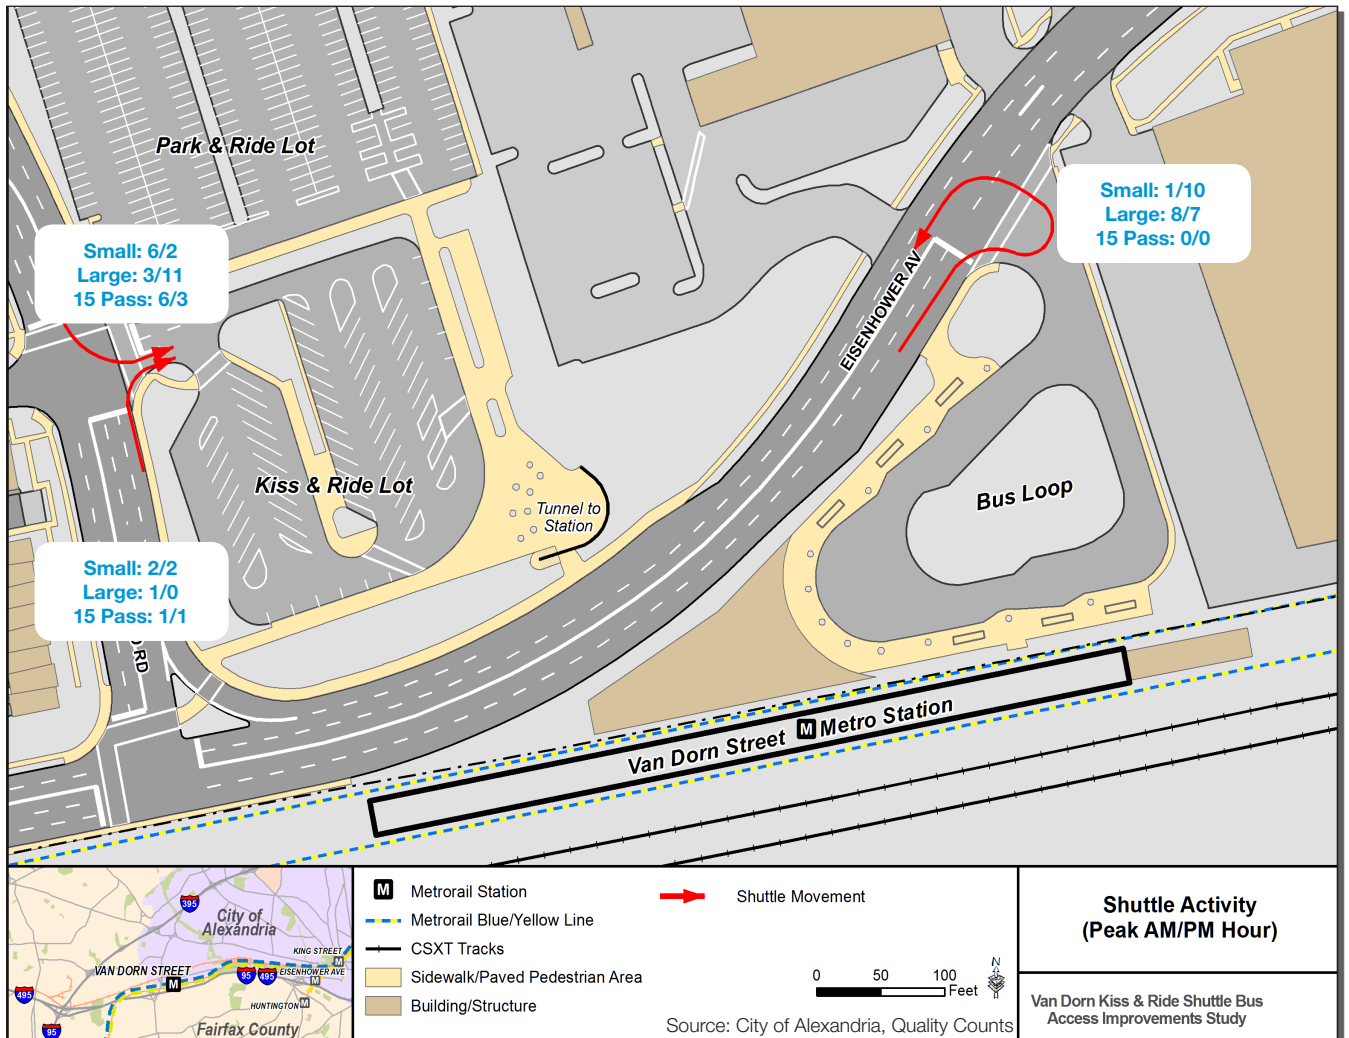 Park & Ride Lot
Small: 1/10
Large: 8/7
15 Pass: 0/0
Small: 6/2
Large: 3/11
15 Pass: 6/3
EISENHOWER AV
Kiss & Ride Lot
Bus Loop
Tunnel to
Station
Small: 2/2
Large: 1/0
15 Pass: 1/1
RD
Van Dorn Street M Metro Station
395
City of
Alexandria
KING STREET
VAN DORN STREET
M
95
495
EISENHOWER AVE
M
M
HUNTINGTON
M
495
95
Fairfax County
M
Metrorail Station
Metrorail Blue/Yellow Line
CSXT Tracks
Sidewalk/Paved Pedestrian Area
Building/Structure
Shuttle Movement
0 50 100
Feet
N
Source: City of Alexandria, Quality Counts
Shuttle Activity
(Peak AM/PM Hour)
Van Dorn Kiss & Ride Shuttle Bus
Access Improvements Study